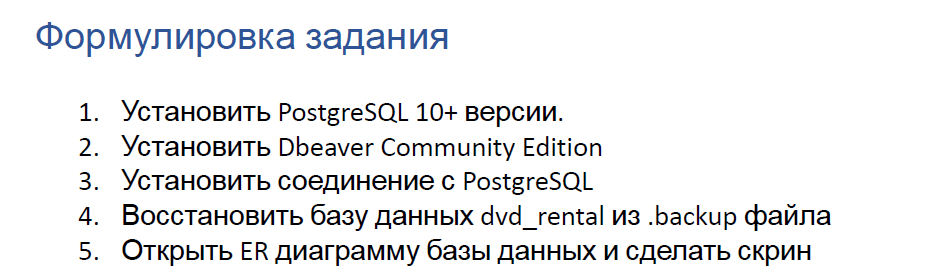 Формулировка задания
1. Установить PostgreSQL 10+ версии.
2. Установить Dbeaver Community Edition
3. Установить соединение с PostgreSQL
4. Восстановить базу данных dvd_rental из .backup файла
5. Открыть ER диаграмму базы данных и сделать скрин